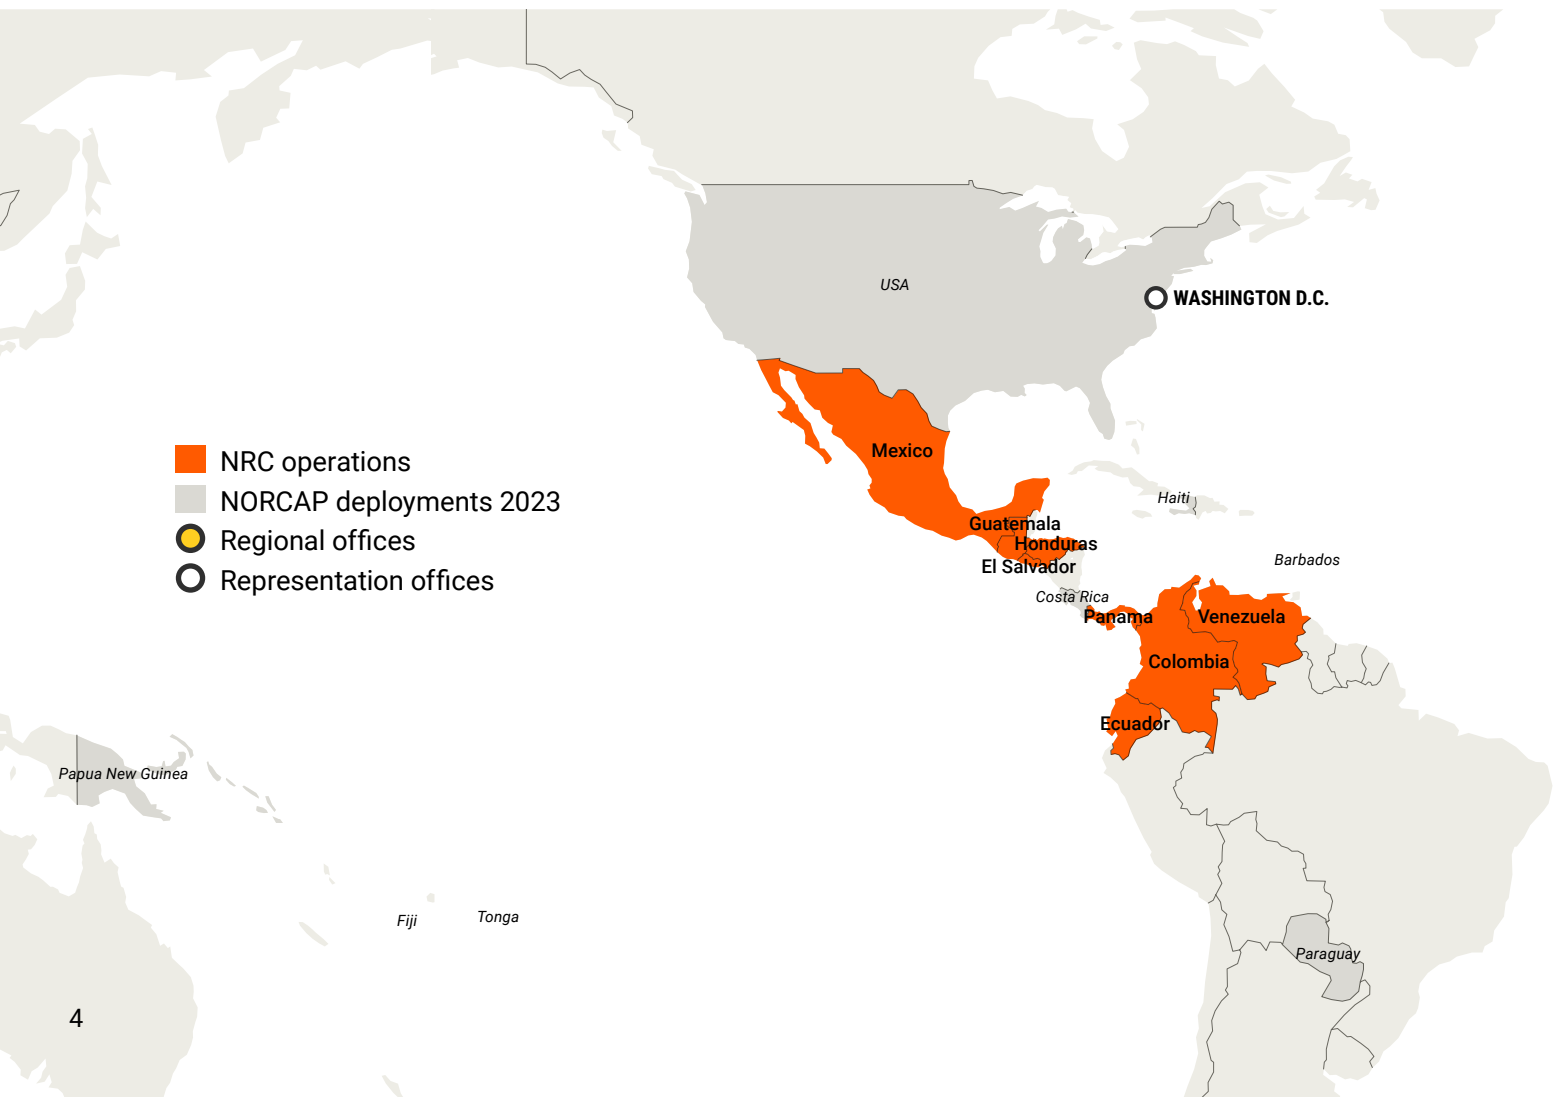 USA
WASHINGTON D.C.
Mexico
NRC operations
NORCAP deployments 2023
Regional offices
Representation offices
Haiti
Guatemala
Honduras
El Salvador
Barbados
Costa Rica
Panama
Venezuela
Colombia
Ecuador
Papua New Guinea
Fiji
Tonga
Paraguay
4